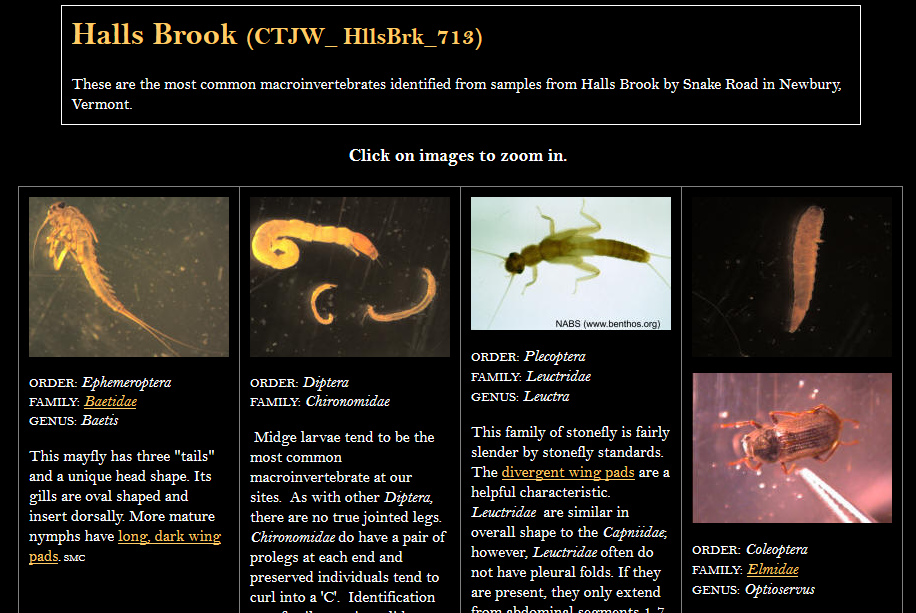 Halls Brook (CTJW_ HllsBrk_713)
These are the most common macroinvertebrates identified from samples from Halls Brook by Snake Road in Newbury,
Vermont.
Click on images to zoom in.
ORDER: Ephemeroptera
FAMILY: Baetidae
GENUS: Baetis
This mayfly has three "tails"
and a unique head shape. Its
gills are oval shaped and
insert dorsally. More mature
nymphs have long, dark wing
pads. SMC
ORDER: Diptera
FAMILY: Chironomidae
Midge larvae tend to be the
most common
macroinvertebrate at our
sites. As with other Diptera,
there are no true jointed legs.
Chironomidae do have a pair of
prolegs at each end and
preserved individuals tend to
curl into a 'C'. Identification
NABS (www.benthos.org)
ORDER: Plecoptera
FAMILY: Leuctridae
GENUS: Leuctra
This family of stonefly is fairly
slender by stonefly standards.
The divergent wing pads are a
helpful characteristic.
Leuctridae are similar in
overall shape to the Capniidae;
however, Leuctridae often do
not have pleural folds. If they
are present, they only extend
from abdominal segments 1-7
ORDER: Coleoptera
FAMILY: Elmidae
GENUS: Optioservus